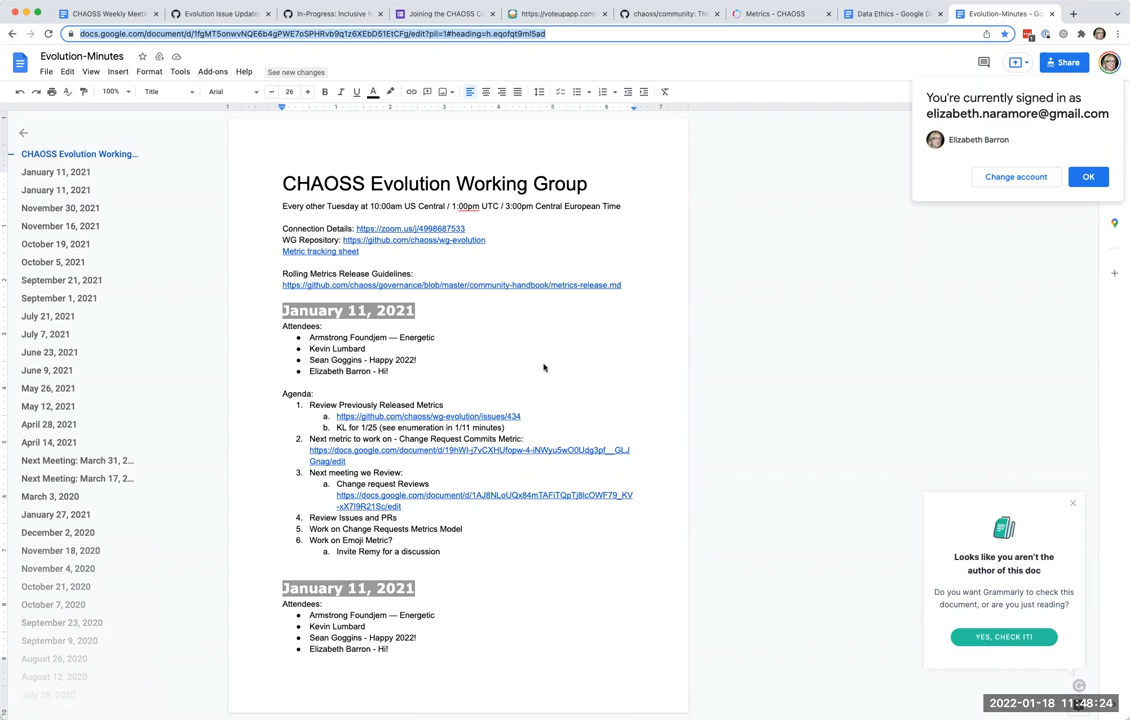 CHAOSS Weekly Meeti
Evolution Issue Update
In-Progress: Inclusive N
Joining the CHAOSS Co
https://voteupapp.com/
chaoss/community: Th
Metrics - CHAOSS
Data Ethics - Google D
Evolution-Minutes - Go
docs.google.com/document/d/1fgMT5onwvNQE6b4gPWE7oSPHRvb9q1z6XEbD51EtCFg/edit?pli=1#heading=h.eqofqt9ml5ad
Evolution-Minutes
Share
File Edit View Insert Format Tools Add-ons Help See new changes
100% Title Arial 26
You're currently signed in as
elizabeth.naramore@gmail.com
Elizabeth Barron
Change account OK
CHAOSS Evolution Working...
January 11, 2021
January 11, 2021
November 30, 2021
November 16, 2021
October 19, 2021
October 5, 2021
September 21, 2021
September 1, 2021
July 21, 2021
July 7, 2021
June 23, 2021
June 9, 2021
May 26, 2021
May 12, 2021
April 28, 2021
April 14, 2021
Next Meeting: March 31, 2...
Next Meeting: March 17, 2...
March 3, 2020
January 27, 2021
December 2, 2020
November 18, 2020
November 4, 2020
October 21, 2020
October 7, 2020
September 23, 2020
September 9, 2020
August 26, 2020
August 12, 2020
July 29, 2020
CHAOSS Evolution Working Group
Every other Tuesday at 10:00am US Central / 1:00pm UTC / 3:00pm Central European Time
Connection Details: https://zoom.us/j/4998687533
WG Repository: https://github.com/chaoss/wg-evolution
Metric tracking sheet
Rolling Metrics Release Guidelines:
https://github.com/chaoss/governance/blob/master/community-handbook/metrics-release.md
January 11, 2021
Attendees:
● Armstrong Foundjem — Energetic
● Kevin Lumbard
● Sean Goggins - Happy 2022!
● Elizabeth Barron - Hi!
Agenda:
1. Review Previously Released Metrics
a. https://github.com/chaoss/wg-evolution/issues/434
b. KL for 1/25 (see enumeration in 1/11 minutes)
2. Next metric to work on - Change Request Commits Metric:
https://docs.google.com/document/d/19hWI-j7vCXHUfopw-4-iNWyu5wO0Udg3pf__GLJ
Gnag/edit
3. Next meeting we Review:
a. Change request Reviews
https://docs.google.com/document/d/1AJ8NLoUQx84mTAFiTQpTj8lcOWF79_KV
-xX7I9R21Sc/edit
4. Review Issues and PRs
5. Work on Change Requests Metrics Model
6. Work on Emoji Metric?
a. Invite Remy for a discussion
January 11, 2021
Attendees:
● Armstrong Foundjem — Energetic
● Kevin Lumbard
● Sean Goggins - Happy 2022!
● Elizabeth Barron - Hi!
Looks like you aren't the
author of this doc
Do you want Grammarly to check this
document, or are you just reading?
YES, CHECK IT!
2022-01-18 11:48:24